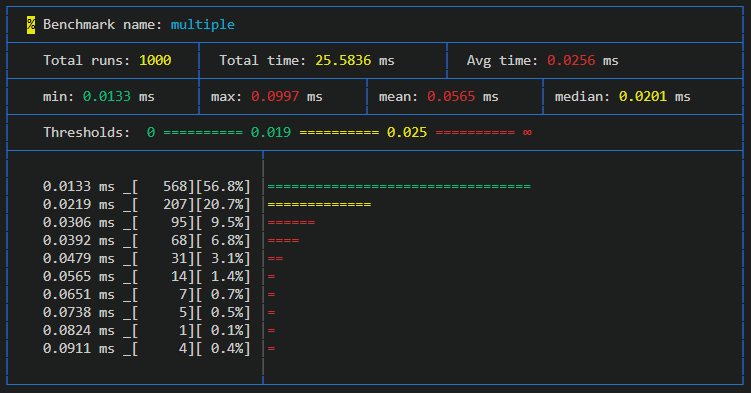 % Benchmark name: multiple
Total runs: 1000 Total time: 25.5836 ms Avg time: 0.0256 ms
min: 0.0133 ms max: 0.0997 ms mean: 0.0565 ms median: 0.0201 ms
Thresholds: 0 ========== 0.019 ========== 0.025 ========== ∞
0.0133 ms _[ 568][56.8%] =================================
0.0219 ms _[ 207][20.7%] =============
0.0306 ms _[ 95][ 9.5%] ======
0.0392 ms _[ 68][ 6.8%] ====
0.0479 ms _[ 31][ 3.1%] ==
0.0565 ms _[ 14][ 1.4%] =
0.0651 ms _[ 7][ 0.7%] =
0.0738 ms _[ 5][ 0.5%] =
0.0824 ms _[ 1][ 0.1%] =
0.0911 ms _[ 4][ 0.4%] =